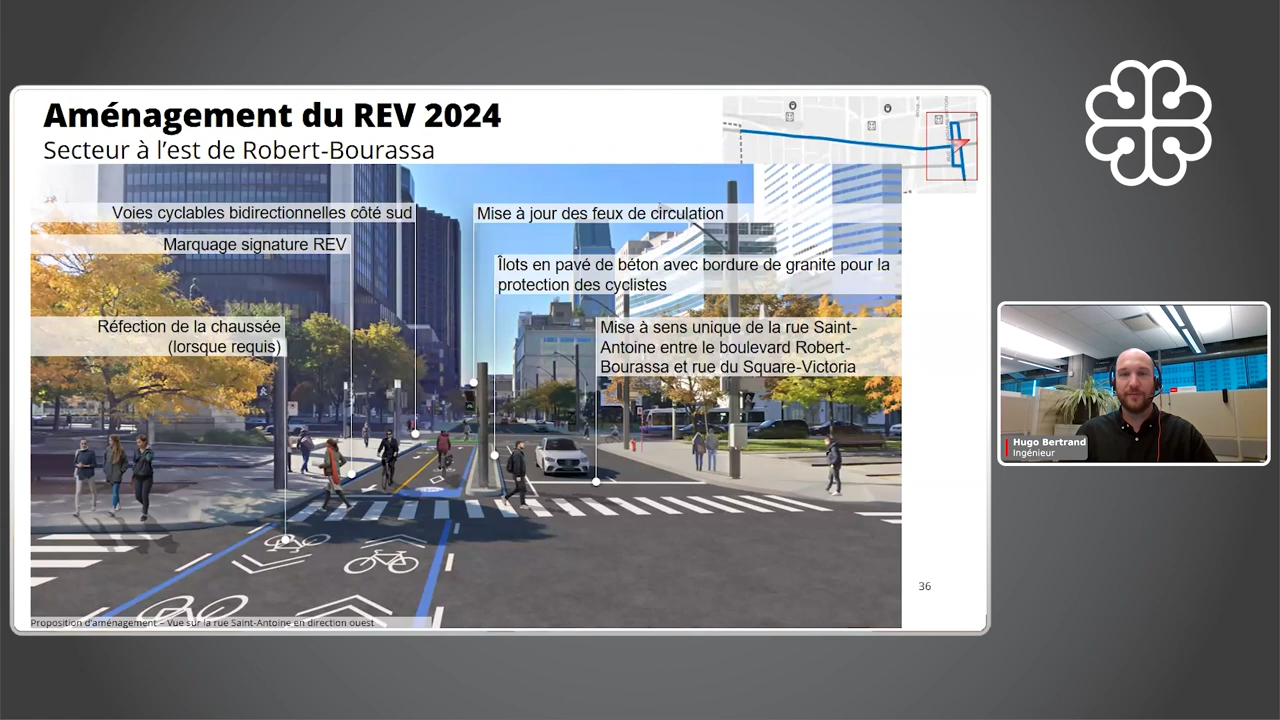 Aménagement du REV 2024
Secteur à l'est de Robert-Bourassa
Voies cyclables bidirectionnelles côté sud
Marquage signature REV
Réfection de la chaussée
(lorsque requis)
Mise à jour des feux de circulation
Îlots en pavé de béton avec bordure de granite pour la
protection des cyclistes
Mise à sens unique de la rue Saint-
Antoine entre le boulevard Robert-
Bourassa et rue du Square-Victoria
Proposition d'aménagement – Vue sur la rue Saint-Antoine en direction ouest
36
Hugo Bertrand
Ingénieur